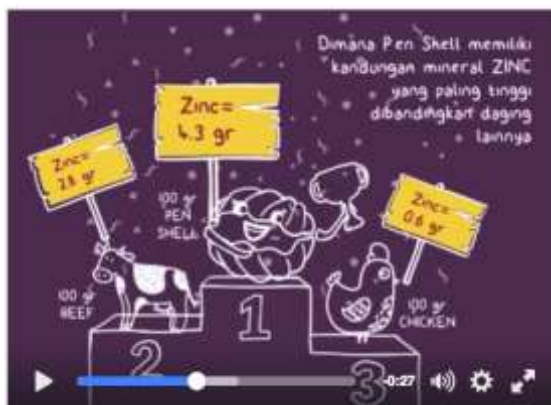 Dimana Pen Shell memiliki
kandungan mineral ZINC
yang paling tinggi
dibandingkan daging
lainnya
Zinc=
4.3 gr
Zinc=
2.8 gr
Zinc=
0.6 gr
100 gr
PEN
SHELL
100 gr
BEEF
100 gr
CHICKEN
1
2
3
-0:27